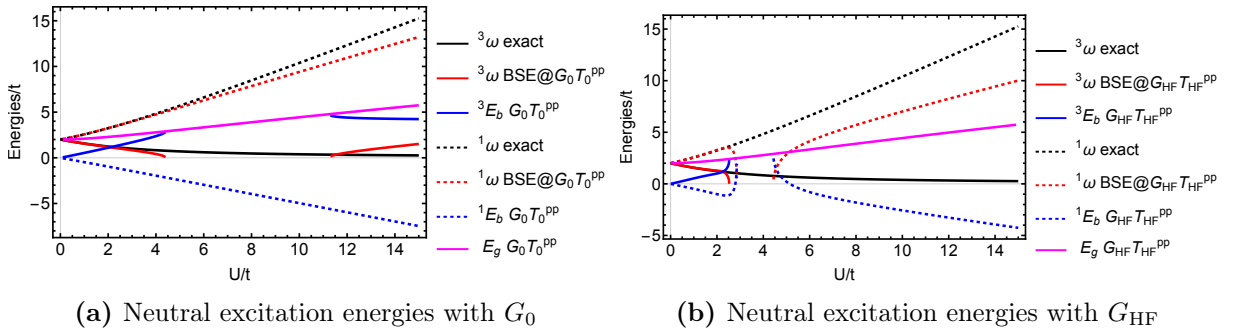 Energies/t
15
10
5
0
−5
0 2 4 6 8 10 12 14
U/t
³ω exact
³ω BSE@G₀T₀ᵖᵖ
³E_b G₀T₀ᵖᵖ
¹ω exact
¹ω BSE@G₀T₀ᵖᵖ
¹E_b G₀T₀ᵖᵖ
E_g G₀T₀ᵖᵖ
(a) Neutral excitation energies with G₀
Energies/t
15
10
5
0
−5
0 2 4 6 8 10 12 14
U/t
³ω exact
³ω BSE@G_HF T_HFᵖᵖ
³E_b G_HF T_HFᵖᵖ
¹ω exact
¹ω BSE@G_HF T_HFᵖᵖ
¹E_b G_HF T_HFᵖᵖ
E_g G_HF T_HFᵖᵖ
(b) Neutral excitation energies with G_HF